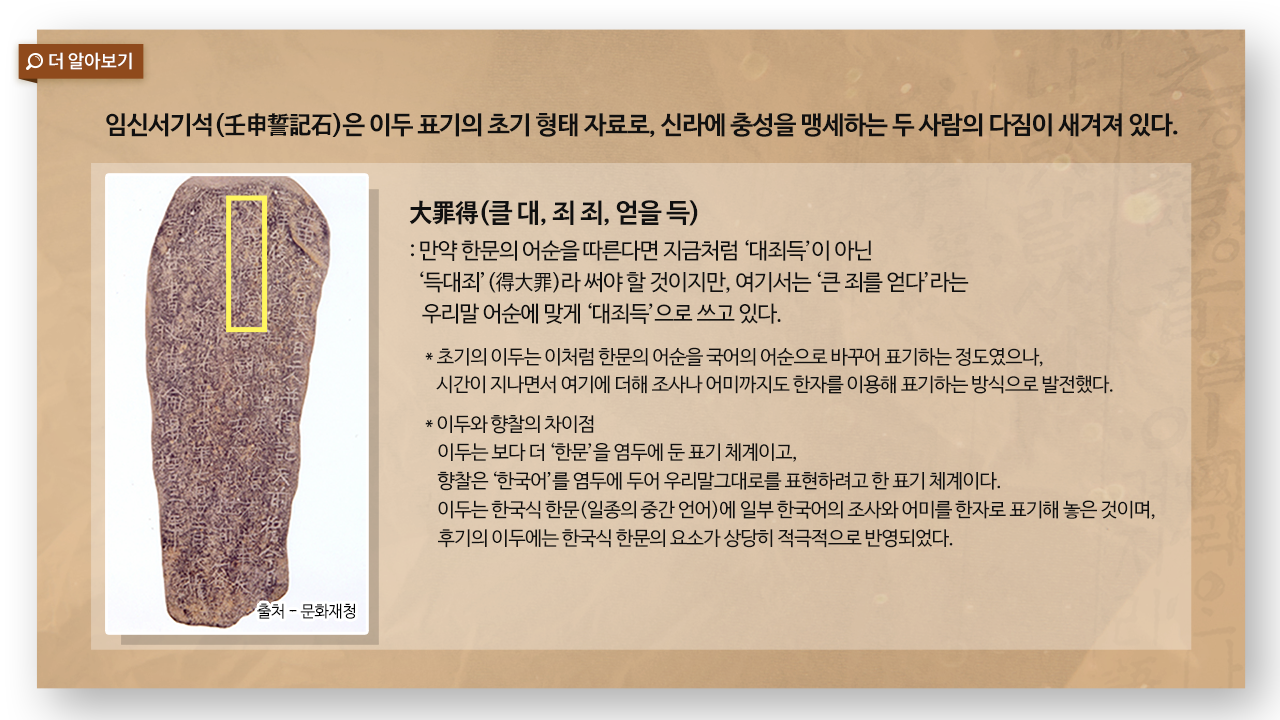 더 알아보기
임신서기석(壬申誓記石)은 이두 표기의 초기 형태 자료로, 신라에 충성을 맹세하는 두 사람의 다짐이 새겨져 있다.
大罪得(클 대, 죄 죄, 얻을 득)
: 만약 한문의 어순을 따른다면 지금처럼 ‘대죄득’이 아닌
‘득대죄’(得大罪)라 써야 할 것이지만, 여기서는 ‘큰 죄를 얻다’라는
우리말 어순에 맞게 ‘대죄득’으로 쓰고 있다.
* 초기의 이두는 이처럼 한문의 어순을 국어의 어순으로 바꾸어 표기하는 정도였으나,
시간이 지나면서 여기에 더해 조사나 어미까지도 한자를 이용해 표기하는 방식으로 발전했다.
* 이두와 향찰의 차이점
이두는 보다 더 ‘한문’을 염두에 둔 표기 체계이고,
향찰은 ‘한국어’를 염두에 두어 우리말그대로를 표현하려고 한 표기 체계이다.
이두는 한국식 한문(일종의 중간 언어)에 일부 한국어의 조사와 어미를 한자로 표기해 놓은 것이며,
후기의 이두에는 한국식 한문의 요소가 상당히 적극적으로 반영되었다.
출처 - 문화재청